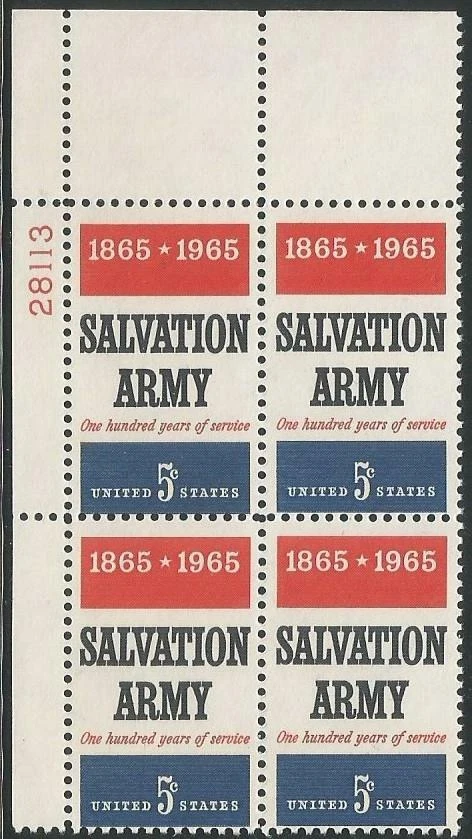 28113
1865 ★ 1965
SALVATION
ARMY
One hundred years of service
5c
UNITED STATES
1865 ★ 1965
SALVATION
ARMY
One hundred years of service
5c
UNITED STATES
1865 ★ 1965
SALVATION
ARMY
One hundred years of service
5c
UNITED STATES
1865 ★ 1965
SALVATION
ARMY
One hundred years of service
5c
UNITED STATES